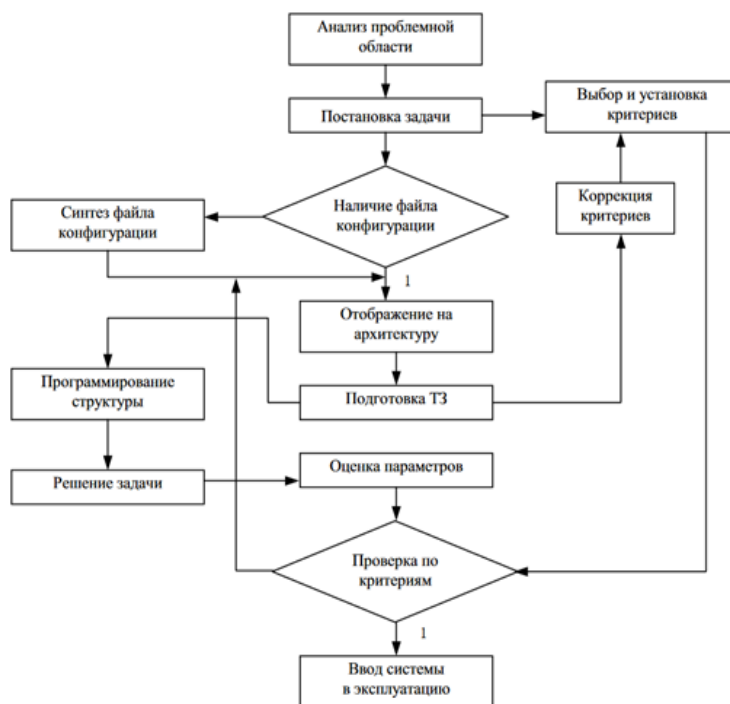 Анализ проблемной
области
Постановка задачи
Выбор и установка
критериев
Наличие файла
конфигурации
Синтез файла
конфигурации
Коррекция
критериев
1
Отображение на
архитектуру
Программирование
структуры
Подготовка ТЗ
Решение задачи
Оценка параметров
Проверка по
критериям
1
Ввод системы
в эксплуатацию